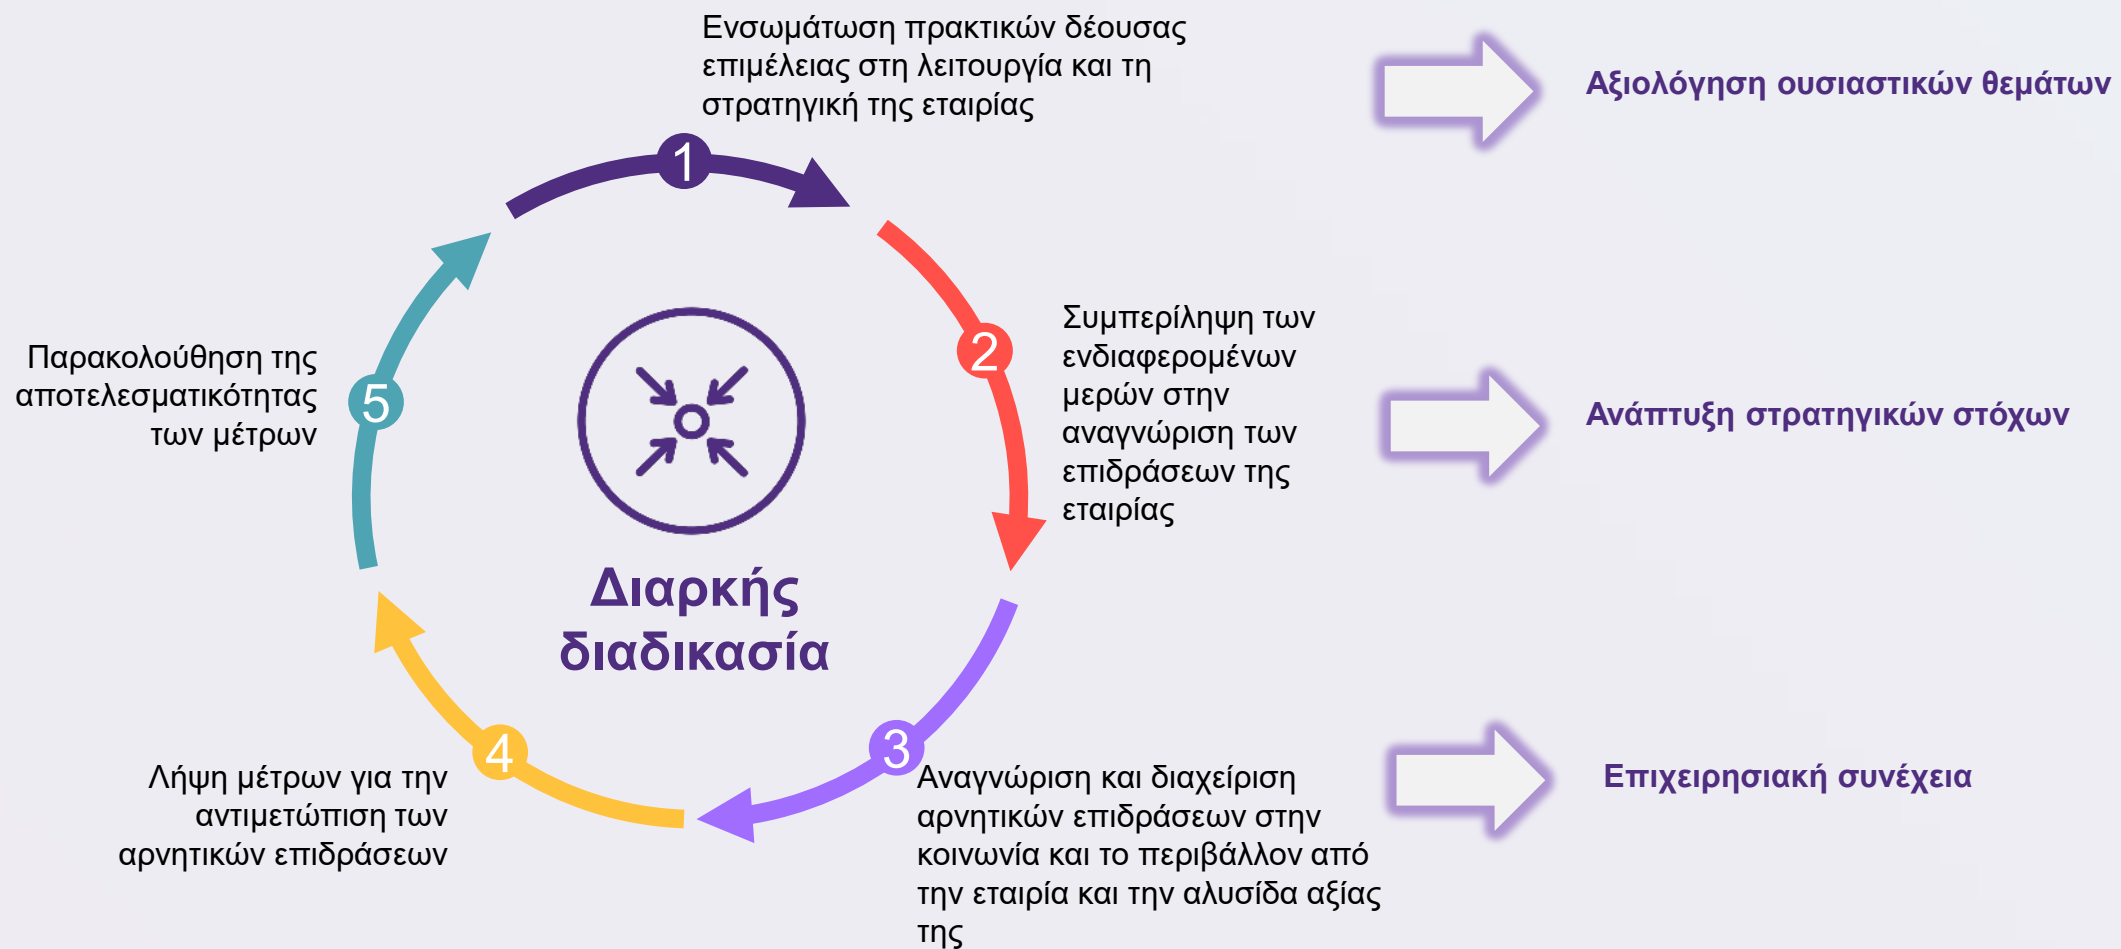 Ενσωμάτωση πρακτικών δέουσας
επιμέλειας στη λειτουργία και τη
στρατηγική της εταιρίας
1
Συμπερίληψη των
ενδιαφερομένων
μερών στην
αναγνώριση των
επιδράσεων της
εταιρίας
2
Αναγνώριση και διαχείριση
αρνητικών επιδράσεων στην
κοινωνία και το περιβάλλον από
την εταιρία και την αλυσίδα αξίας
της
3
Λήψη μέτρων για την
αντιμετώπιση των
αρνητικών επιδράσεων
4
Παρακολούθηση της
αποτελεσματικότητας
των μέτρων
5
Διαρκής
διαδικασία
Αξιολόγηση ουσιαστικών θεμάτων
Ανάπτυξη στρατηγικών στόχων
Επιχειρησιακή συνέχεια